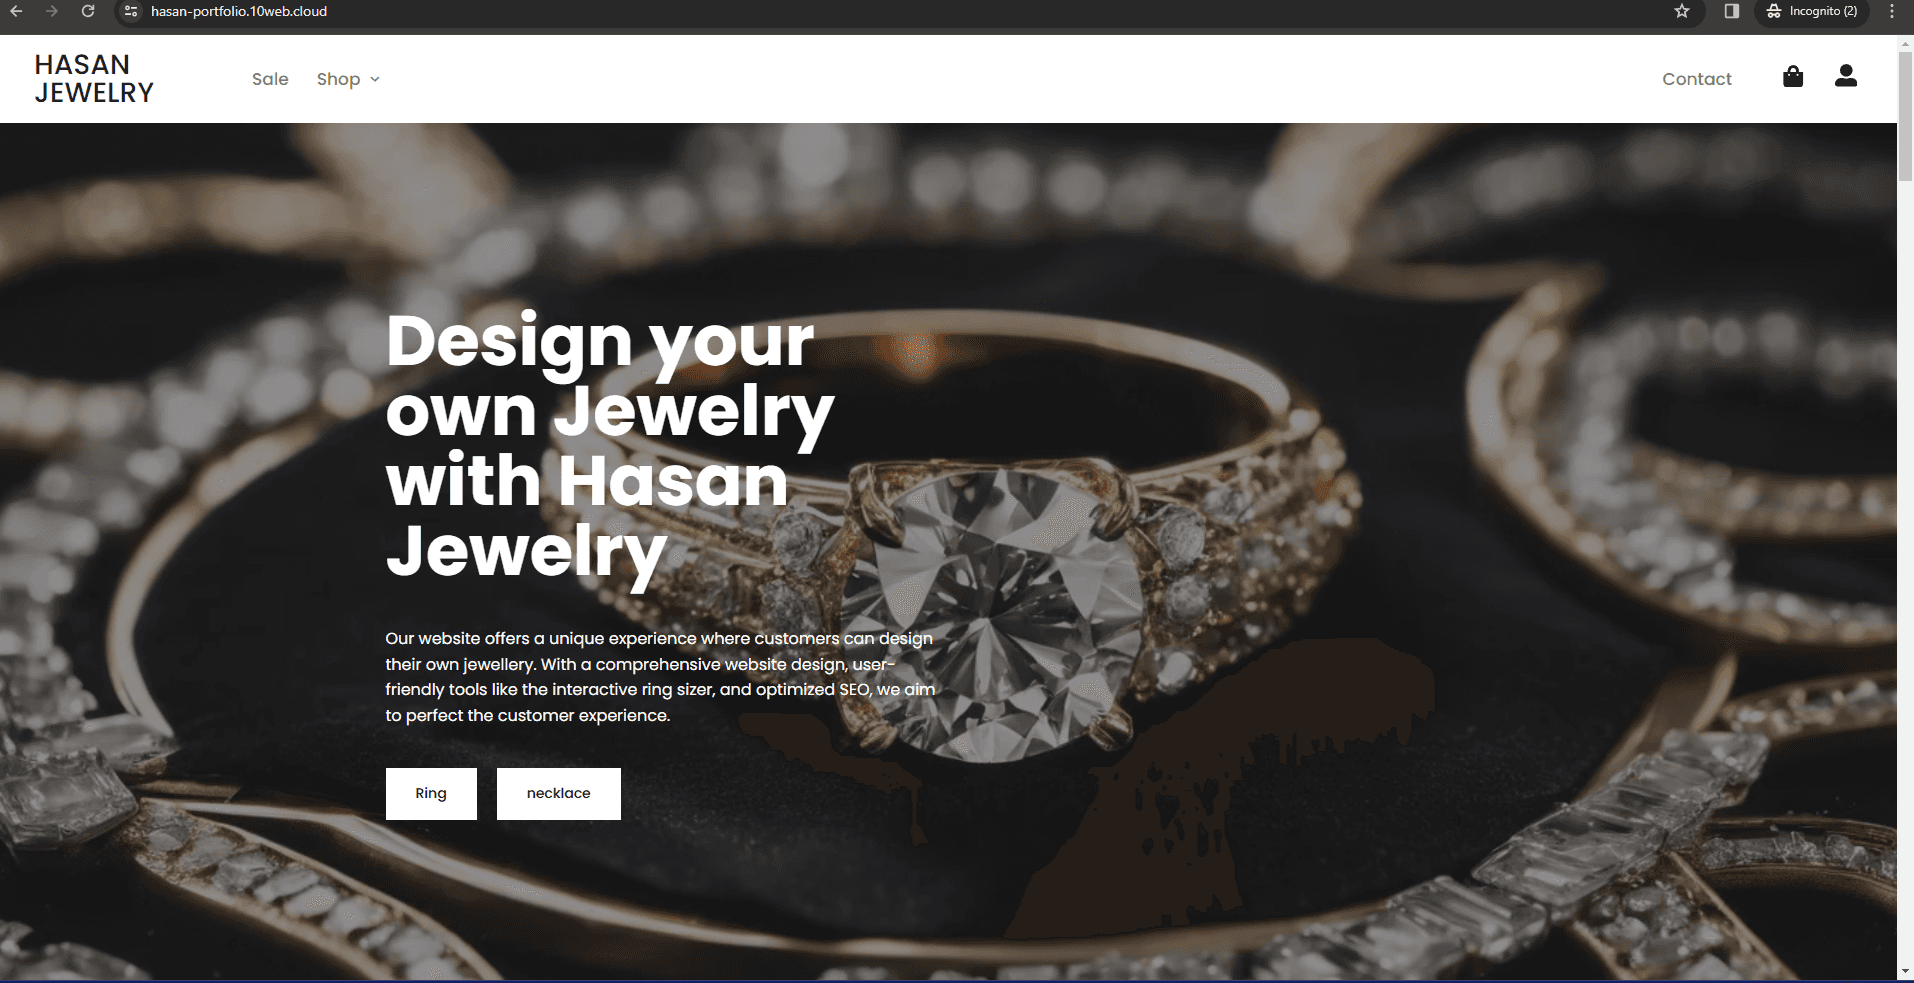 hasan-portfolio.10web.cloud
Incognito (2)
HASAN
JEWELRY
Sale
Shop
Contact
Design your
own Jewelry
with Hasan
Jewelry
Our website offers a unique experience where customers can design
their own jewellery. With a comprehensive website design, user-
friendly tools like the interactive ring sizer, and optimized SEO, we aim
to perfect the customer experience.
Ring
necklace